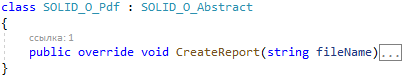 class SOLID_O_Pdf : SOLID_O_Abstract
{
ссылка: 1
public override void CreateReport(string fileName)...
}